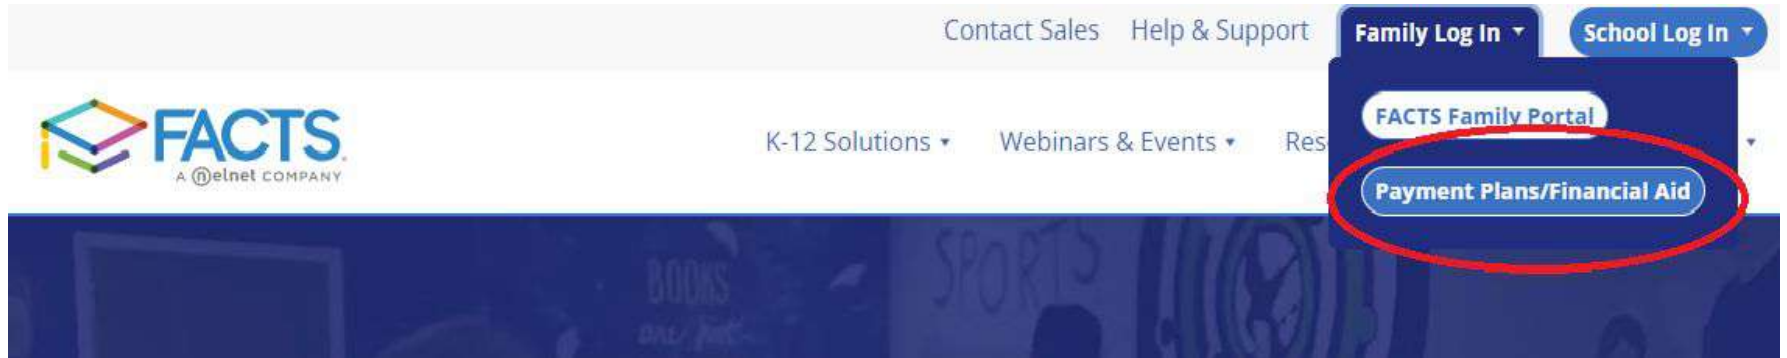 Contact Sales Help & Support Family Log In School Log In
FACTS Family Portal
FACTS
A nelnet COMPANY
K-12 Solutions Webinars & Events Res
Payment Plans/Financial Aid
SPORTS
BOOKS